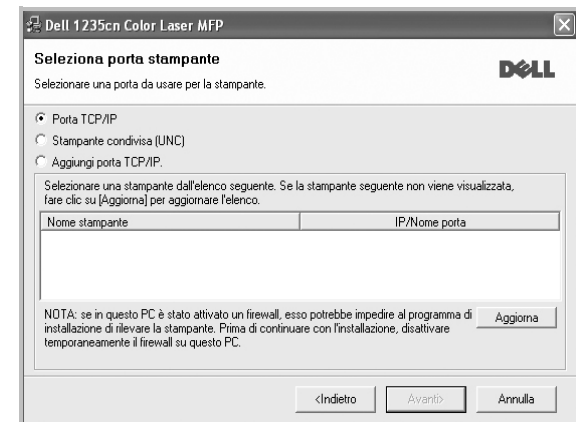 Dell 1235cn Color Laser MFP
Seleziona porta stampante
Selezionare una porta da usare per la stampante.
DELL
Porta TCP/IP
Stampante condivisa (UNC)
Aggiungi porta TCP/IP.
Selezionare una stampante dall'elenco seguente. Se la stampante seguente non viene visualizzata,
fare clic su [Aggiorna] per aggiornare l'elenco.
Nome stampante IP/Nome porta
NOTA: se in questo PC è stato attivato un firewall, esso potrebbe impedire al programma di
installazione di rilevare la stampante. Prima di continuare con l'installazione, disattivare
temporaneamente il firewall su questo PC.
Aggiorna
<Indietro Avanti> Annulla